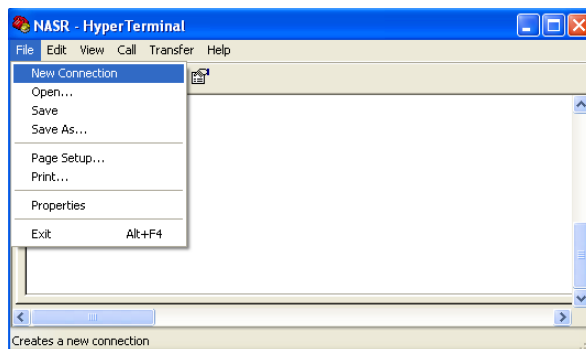 NASR - HyperTerminal
File Edit View Call Transfer Help
New Connection
Open...
Save
Save As...
Page Setup...
Print...
Properties
Exit Alt+F4
Creates a new connection